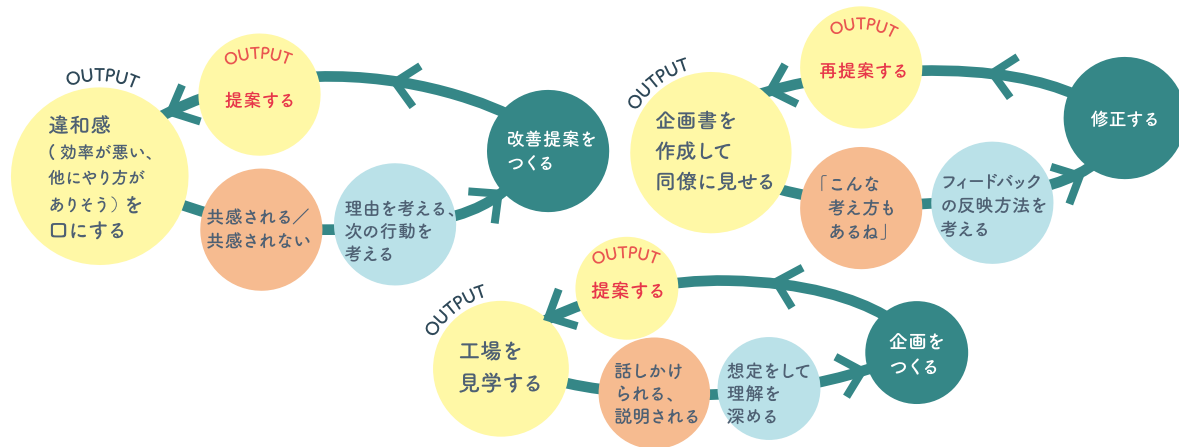 OUTPUT
違和感
(効率が悪い、
他にやり方が
ありそう)を
口にする
共感される/
共感されない
理由を考える、
次の行動を
考える
改善提案を
つくる
OUTPUT
提案する
OUTPUT
企画書を
作成して
同僚に見せる
「こんな
考え方も
あるね」
フィードバック
の反映方法を
考える
修正する
OUTPUT
再提案する
OUTPUT
工場を
見学する
話しかけ
られる、
説明される
想定をして
理解を
深める
企画を
つくる
OUTPUT
提案する